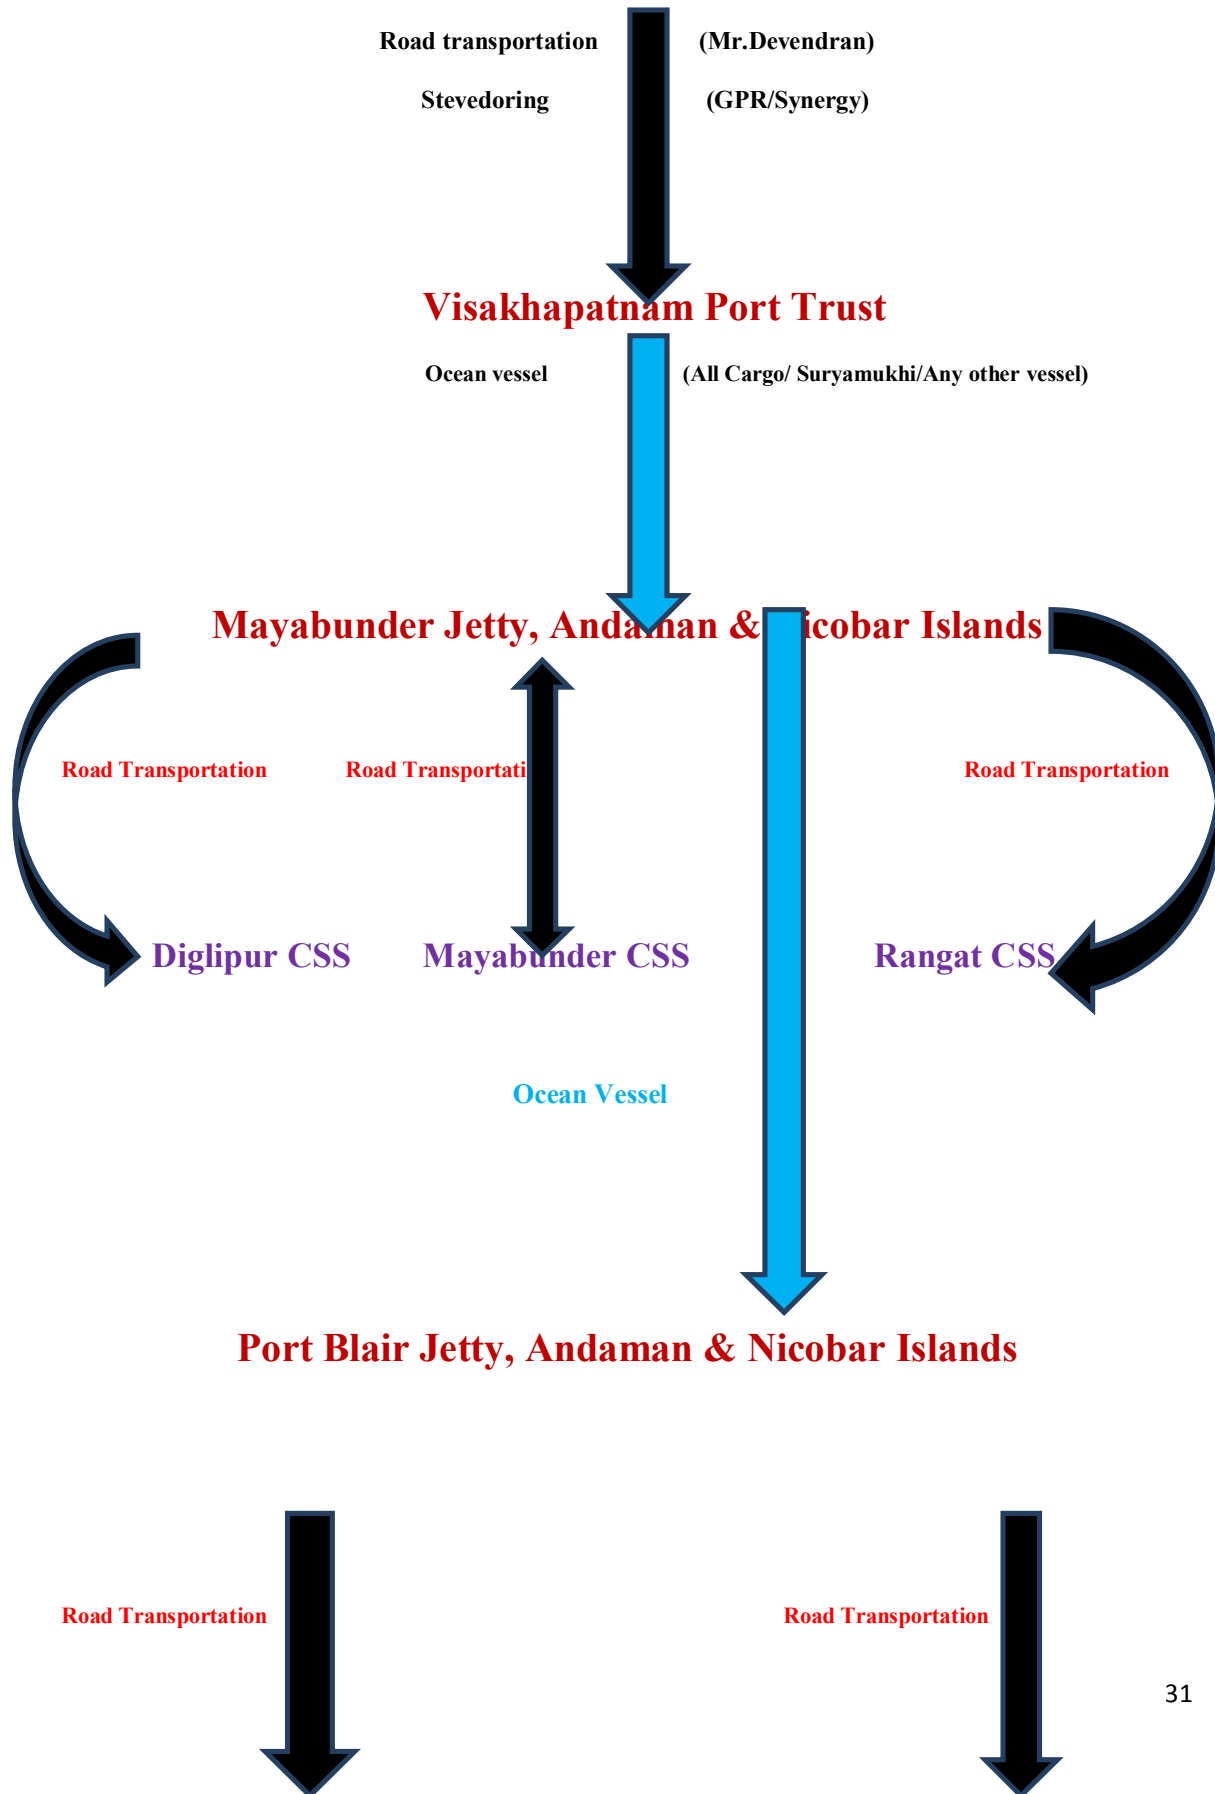 Road transportation (Mr.Devendran)
Stevedoring (GPR/Synergy)
Visakhapatnam Port Trust
Ocean vessel (All Cargo/ Suryamukhi/Any other vessel)
Mayabunder Jetty, Andaman & Nicobar Islands
Road Transportation Road Transportati Road Transportation
Diglipur CSS Mayabunder CSS Rangat CSS
Ocean Vessel
Port Blair Jetty, Andaman & Nicobar Islands
Road Transportation Road Transportation
31